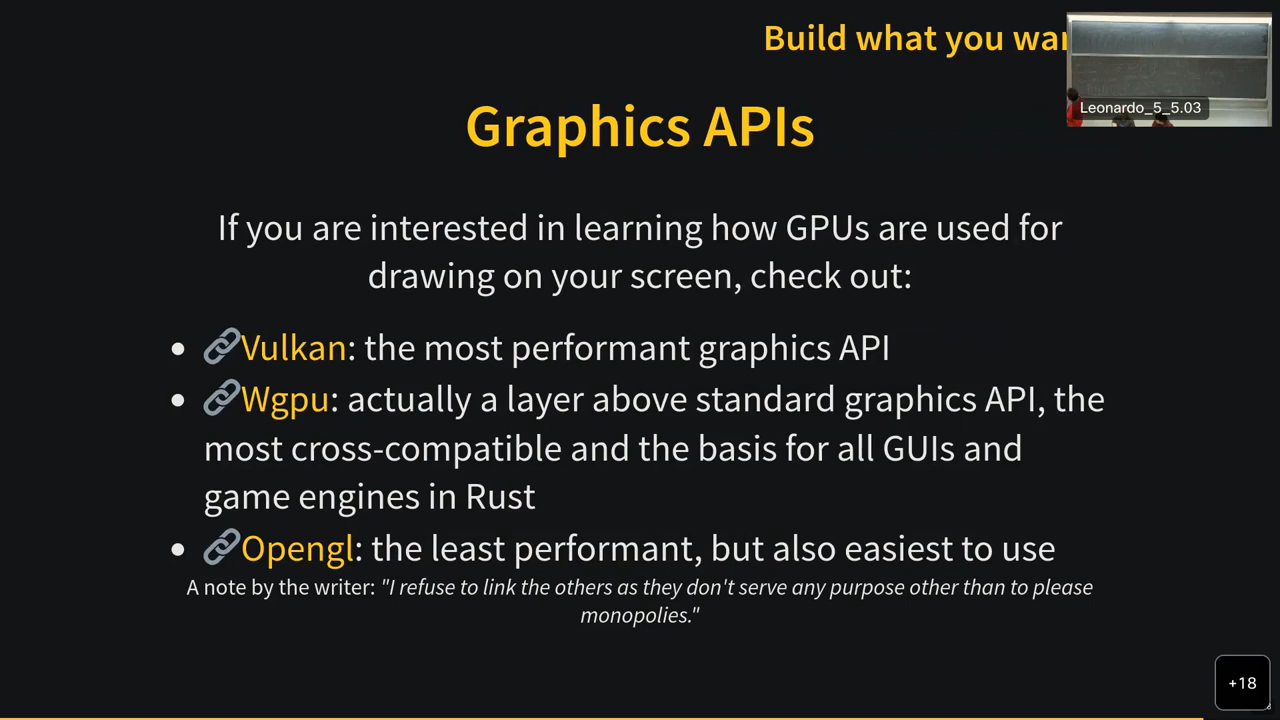 Build what you
Leonardo_5_5.03
Graphics APIs
If you are interested in learning how GPUs are used for
drawing on your screen, check out:
Vulkan: the most performant graphics API
Wgpu: actually a layer above standard graphics API, the
most cross-compatible and the basis for all GUIs and
game engines in Rust
Opengl: the least performant, but also easiest to use
A note by the writer: "I refuse to link the others as they don't serve any purpose other than to please
monopolies."
+18